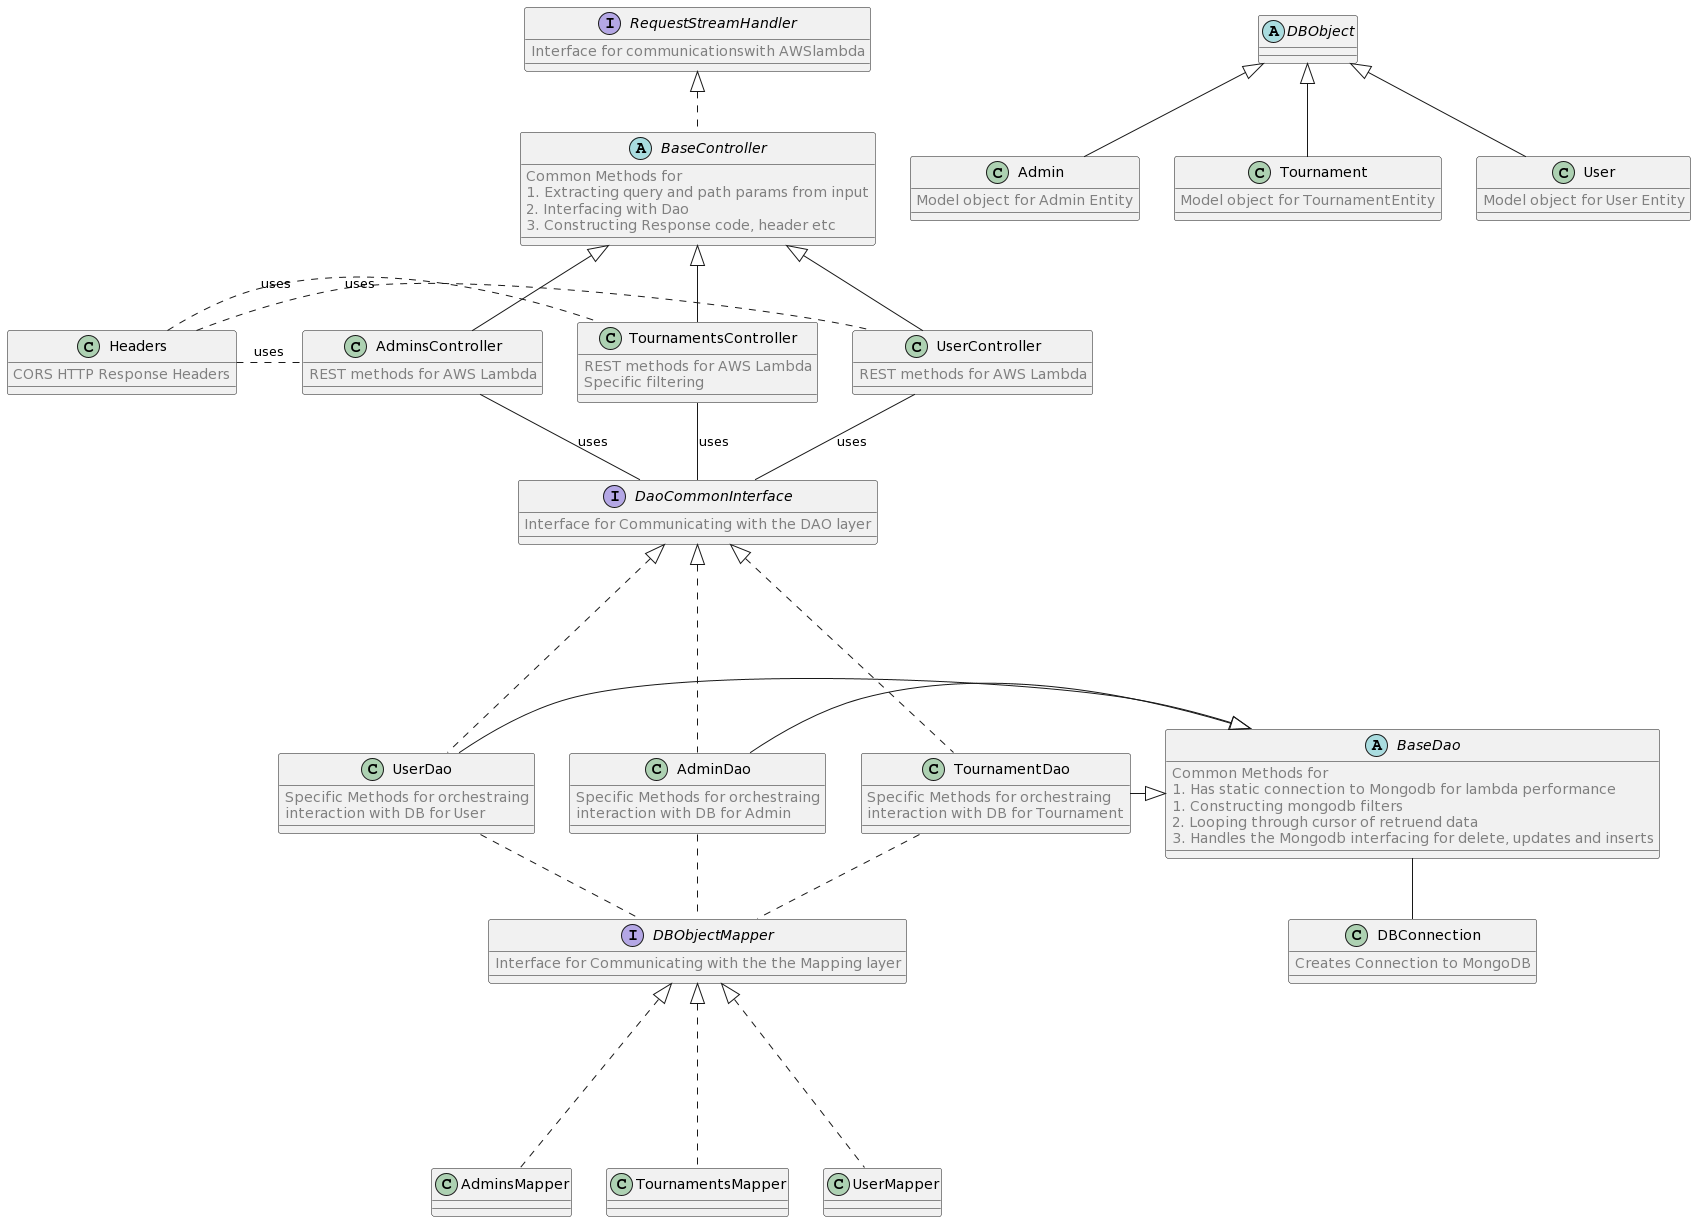 I RequestStreamHandler
Interface for communicationswith AWSlambda
A DBObject
A BaseController
Common Methods for
1. Extracting query and path params from input
2. Interfacing with Dao
3. Constructing Response code, header etc
C Admin
Model object for Admin Entity
C Tournament
Model object for TournamentEntity
C User
Model object for User Entity
uses
uses
C Headers
CORS HTTP Response Headers
uses
C AdminsController
REST methods for AWS Lambda
C TournamentsController
REST methods for AWS Lambda
Specific filtering
C UserController
REST methods for AWS Lambda
uses
uses
uses
I DaoCommonInterface
Interface for Communicating with the DAO layer
C UserDao
Specific Methods for orchestraing
interaction with DB for User
C AdminDao
Specific Methods for orchestraing
interaction with DB for Admin
C TournamentDao
Specific Methods for orchestraing
interaction with DB for Tournament
A BaseDao
Common Methods for
1. Has static connection to Mongodb for lambda performance
1. Constructing mongodb filters
2. Looping through cursor of retruend data
3. Handles the Mongodb interfacing for delete, updates and inserts
I DBObjectMapper
Interface for Communicating with the the Mapping layer
C DBConnection
Creates Connection to MongoDB
C AdminsMapper
C TournamentsMapper
C UserMapper